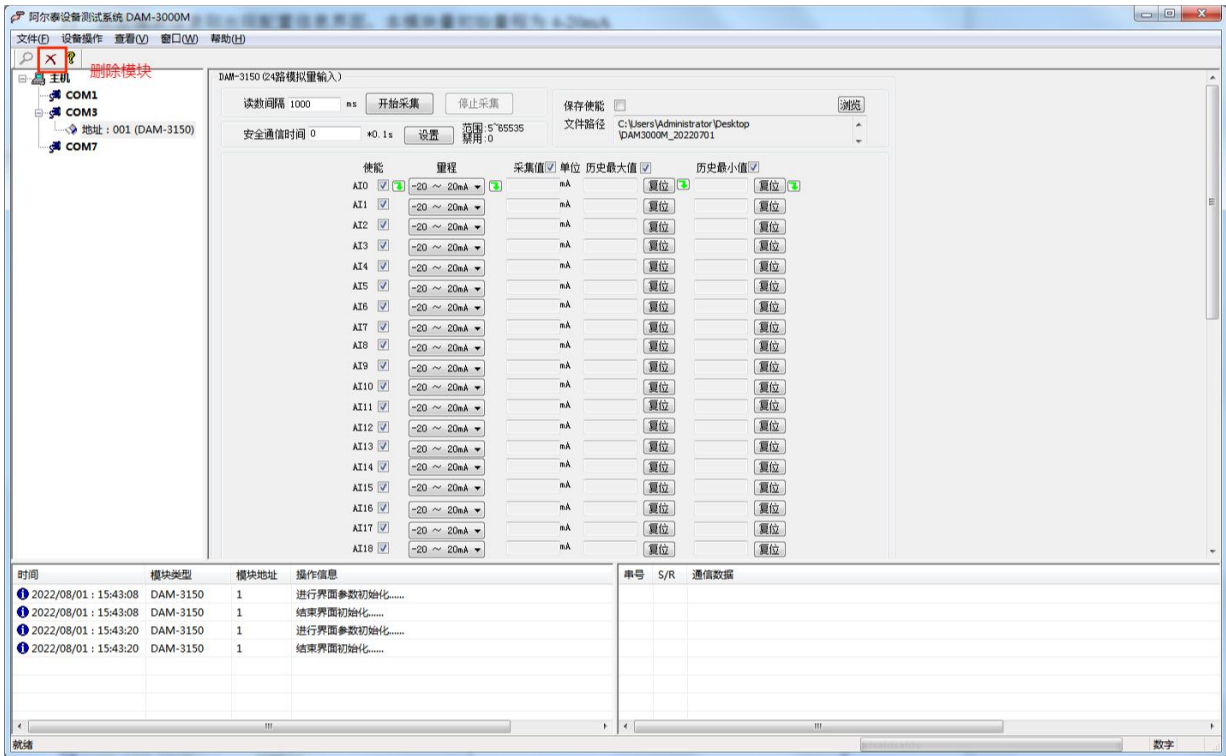 阿尔泰设备测试系统 DAM-3000M
文件(F) 设备操作 查看(V) 窗口(W) 帮助(H)
删除模块
主机
COM1
COM3
地址：001 (DAM-3150)
COM7
DAM-3150(24路模拟量输入)
读数间隔 1000 ms 开始采集 停止采集
安全通信时间 0 *0.1s 设置 范围:5~65535
禁用:0
保存使能 浏览
文件路径 C:\Users\Administrator\Desktop
\DAM3000M_20220701
使能 量程 采集值 单位 历史最大值 历史最小值
AI0 -20 ～ 20mA mA 复位 复位
AI1 -20 ～ 20mA mA 复位 复位
AI2 -20 ～ 20mA mA 复位 复位
AI3 -20 ～ 20mA mA 复位 复位
AI4 -20 ～ 20mA mA 复位 复位
AI5 -20 ～ 20mA mA 复位 复位
AI6 -20 ～ 20mA mA 复位 复位
AI7 -20 ～ 20mA mA 复位 复位
AI8 -20 ～ 20mA mA 复位 复位
AI9 -20 ～ 20mA mA 复位 复位
AI10 -20 ～ 20mA mA 复位 复位
AI11 -20 ～ 20mA mA 复位 复位
AI12 -20 ～ 20mA mA 复位 复位
AI13 -20 ～ 20mA mA 复位 复位
AI14 -20 ～ 20mA mA 复位 复位
AI15 -20 ～ 20mA mA 复位 复位
AI16 -20 ～ 20mA mA 复位 复位
AI17 -20 ～ 20mA mA 复位 复位
AI18 -20 ～ 20mA mA 复位 复位
时间 模块类型 模块地址 操作信息
2022/08/01：15:43:08 DAM-3150 1 进行界面参数初始化......
2022/08/01：15:43:08 DAM-3150 1 结束界面初始化......
2022/08/01：15:43:20 DAM-3150 1 进行界面参数初始化......
2022/08/01：15:43:20 DAM-3150 1 结束界面初始化......
串号 S/R 通信数据
就绪 数字